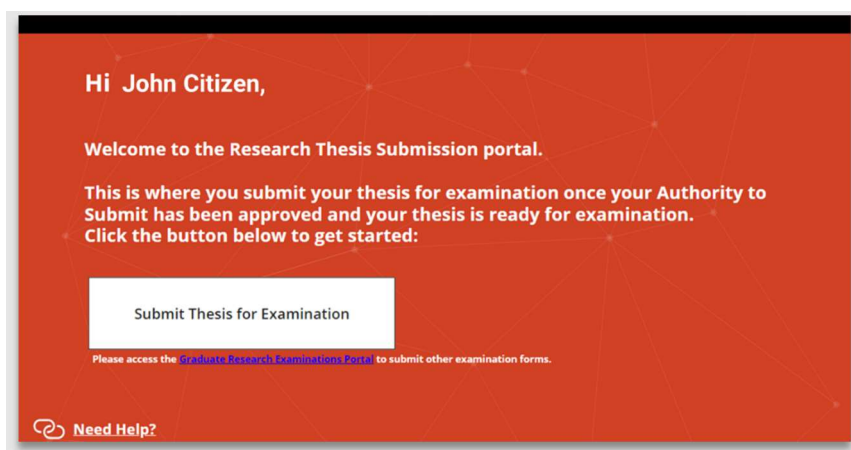 Hi John Citizen,
Welcome to the Research Thesis Submission portal.
This is where you submit your thesis for examination once your Authority to
Submit has been approved and your thesis is ready for examination.
Click the button below to get started:
Submit Thesis for Examination
Please access the Graduate Research Examinations Portal to submit other examination forms.
Need Help?